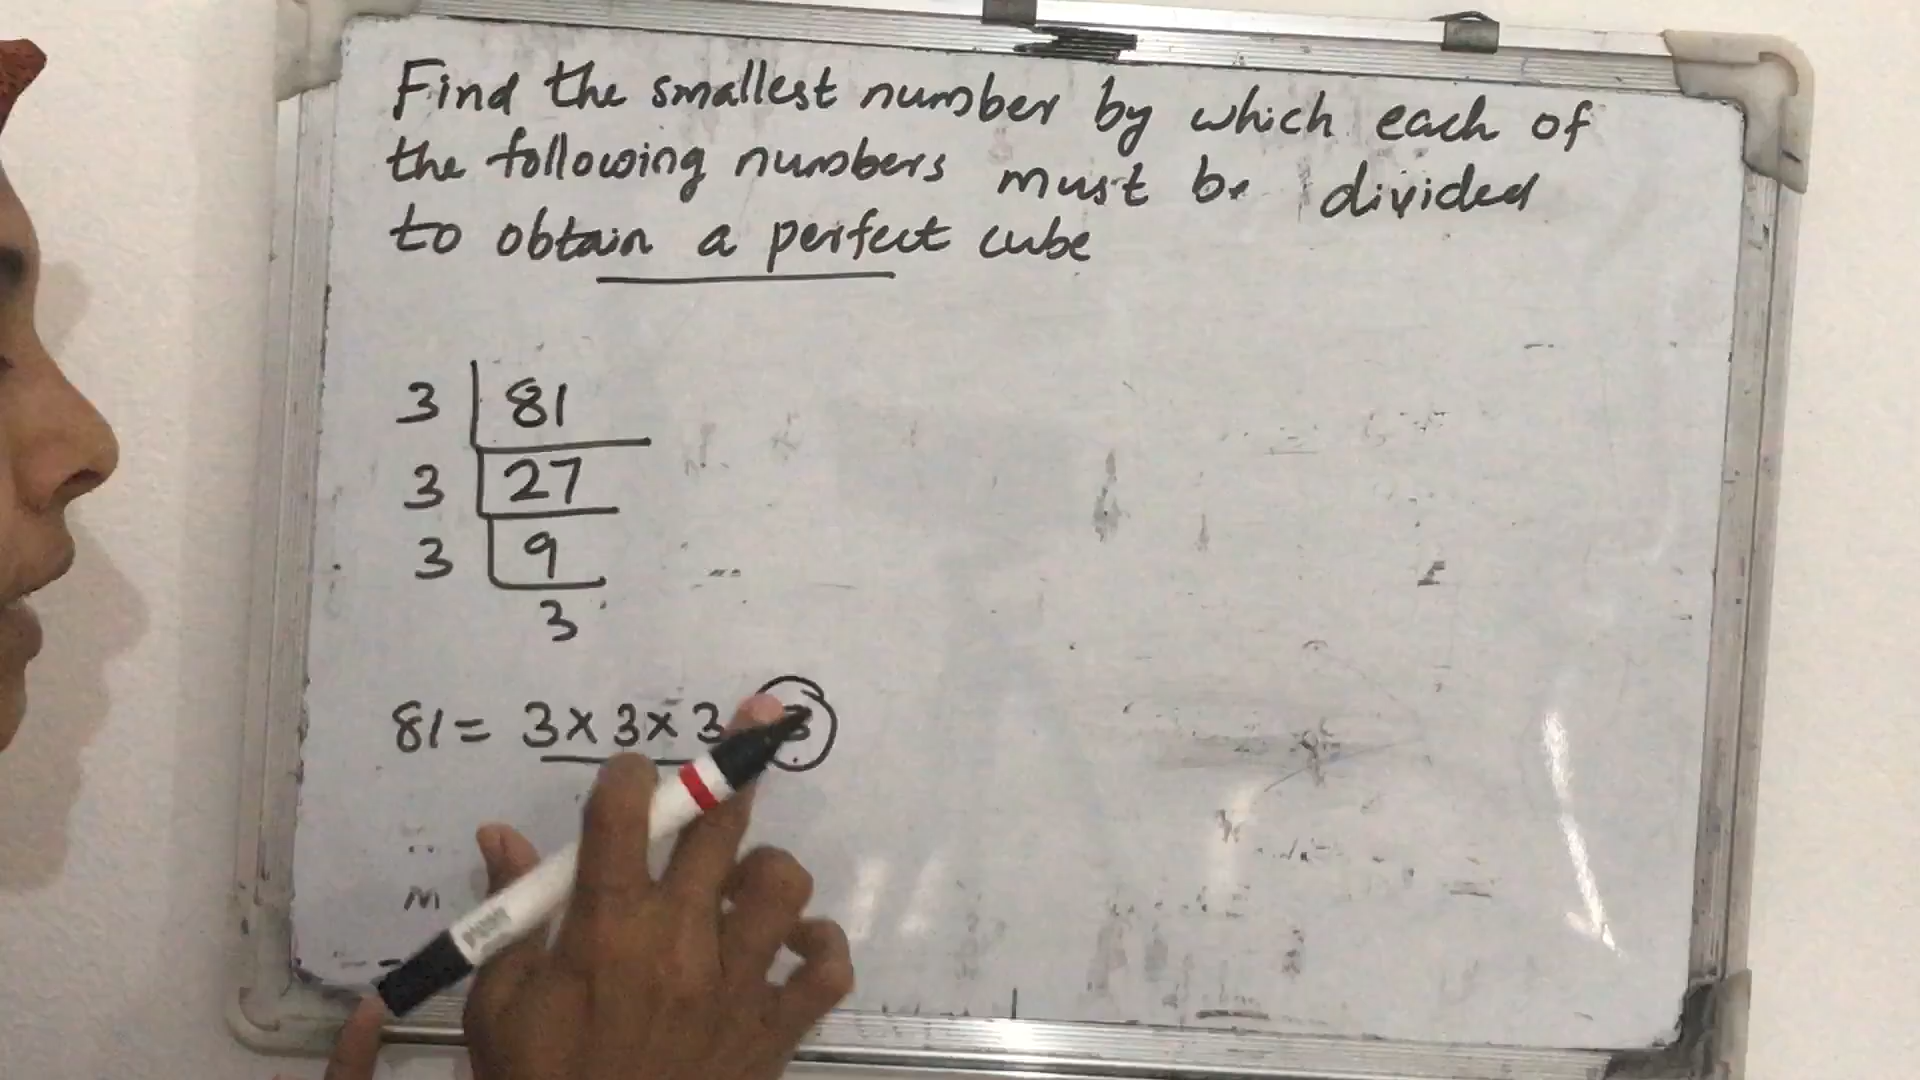 Find the smallest number by which each of
the following numbers must be divided
to obtain a perfect cube
3 | 81
3 | 27
3 | 9
3
81 = 3 x 3 x 3 3